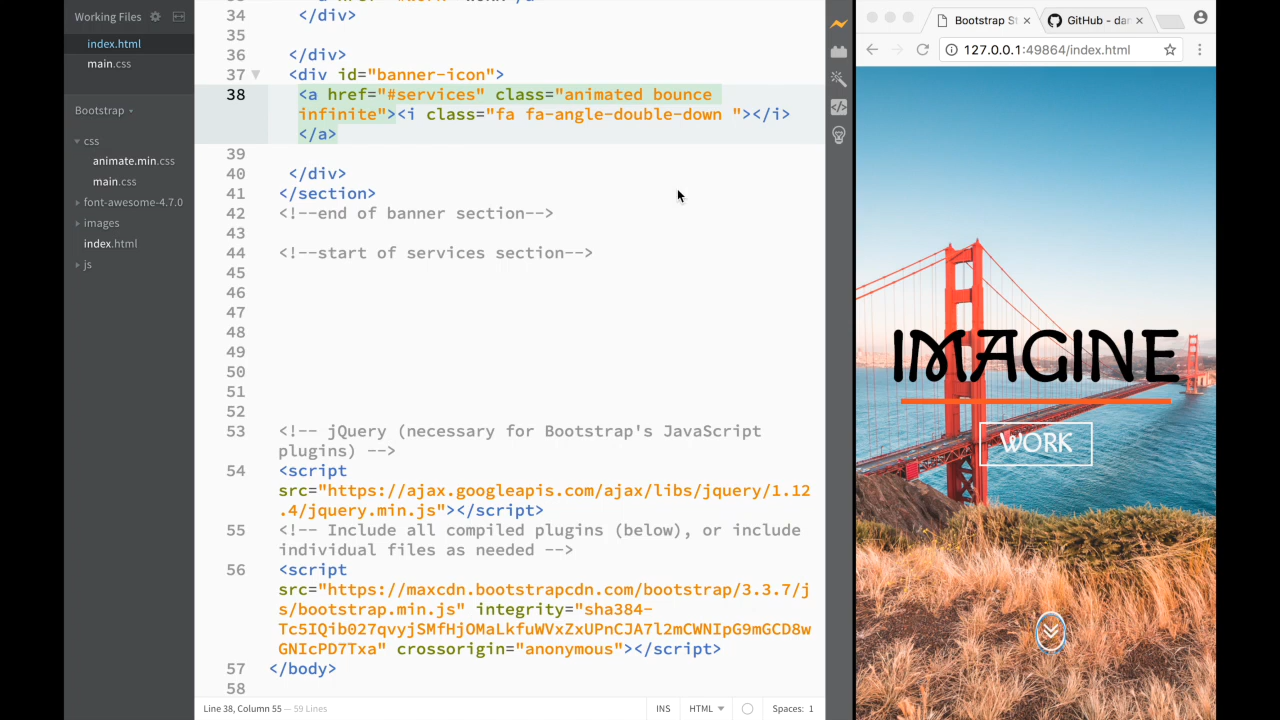 Working Files
index.html
main.css
Bootstrap
css
animate.min.css
main.css
font-awesome-4.7.0
images
index.html
js
34 </div>
35
36 </div>
37 <div id="banner-icon">
38 <a href="#services" class="animated bounce
infinite"><i class="fa fa-angle-double-down "></i>
</a>
39
40 </div>
41 </section>
42 <!--end of banner section-->
43
44 <!--start of services section-->
45
46
47
48
49
50
51
52
53 <!-- jQuery (necessary for Bootstrap's JavaScript
plugins) -->
54 <script
src="https://ajax.googleapis.com/ajax/libs/jquery/1.12
.4/jquery.min.js"></script>
55 <!-- Include all compiled plugins (below), or include
individual files as needed -->
56 <script
src="https://maxcdn.bootstrapcdn.com/bootstrap/3.3.7/j
s/bootstrap.min.js" integrity="sha384-
Tc5IQib027qvyjSMfHjOMaLkfuWVxZxUPnCJA7l2mCWNIpG9mGCD8w
GNIcPD7Txa" crossorigin="anonymous"></script>
57 </body>
58
Line 38, Column 55 — 59 Lines
INS
HTML
Spaces: 1
Bootstrap St
GitHub - dar
127.0.0.1:49864/index.html
IMAGINE
WORK